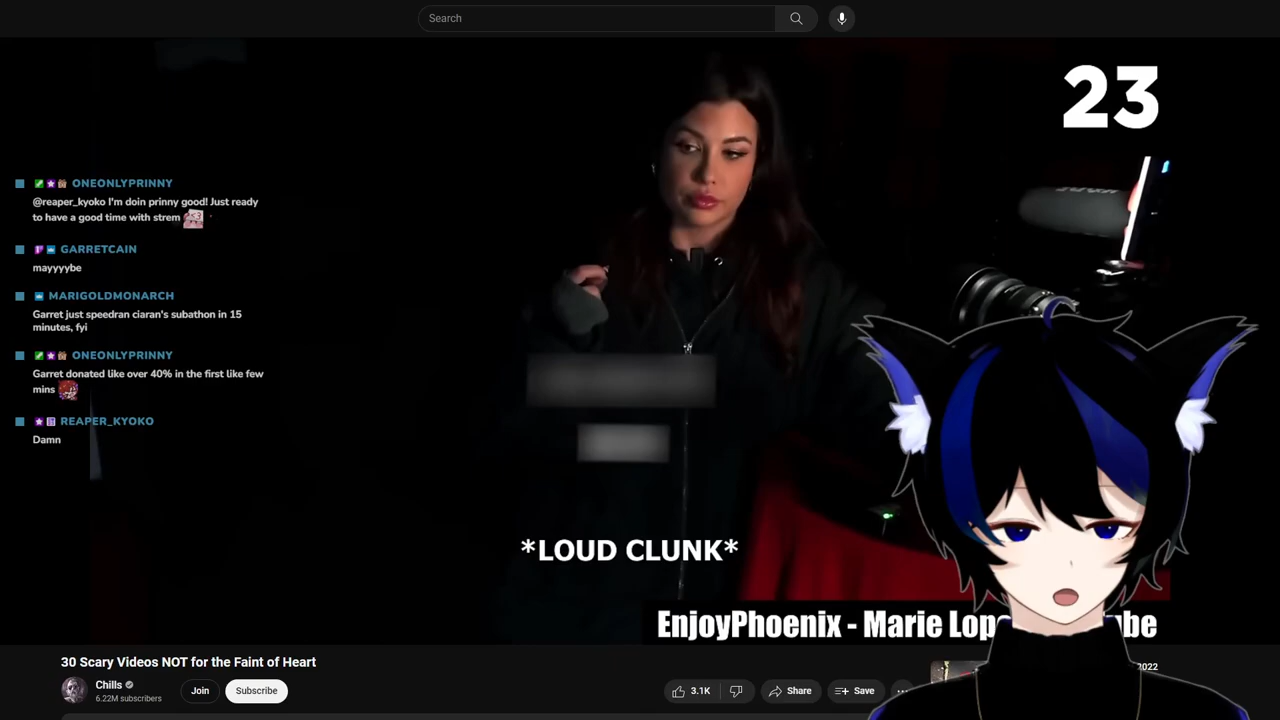 Search
23
ONEONLYPRINNY
@reaper_kyoko I'm doin prinny good! Just ready
to have a good time with strem
GARRETCAIN
mayyyybe
MARIGOLDMONARCH
Garret just speedran ciaran's subathon in 15
minutes, fyi
ONEONLYPRINNY
Garret donated like over 40% in the first like few
mins
REAPER_KYOKO
Damn
*LOUD CLUNK*
EnjoyPhoenix - Marie Lop be
30 Scary Videos NOT for the Faint of Heart
Chills
6.22M subscribers
Join
Subscribe
3.1K
Share
Save
2022